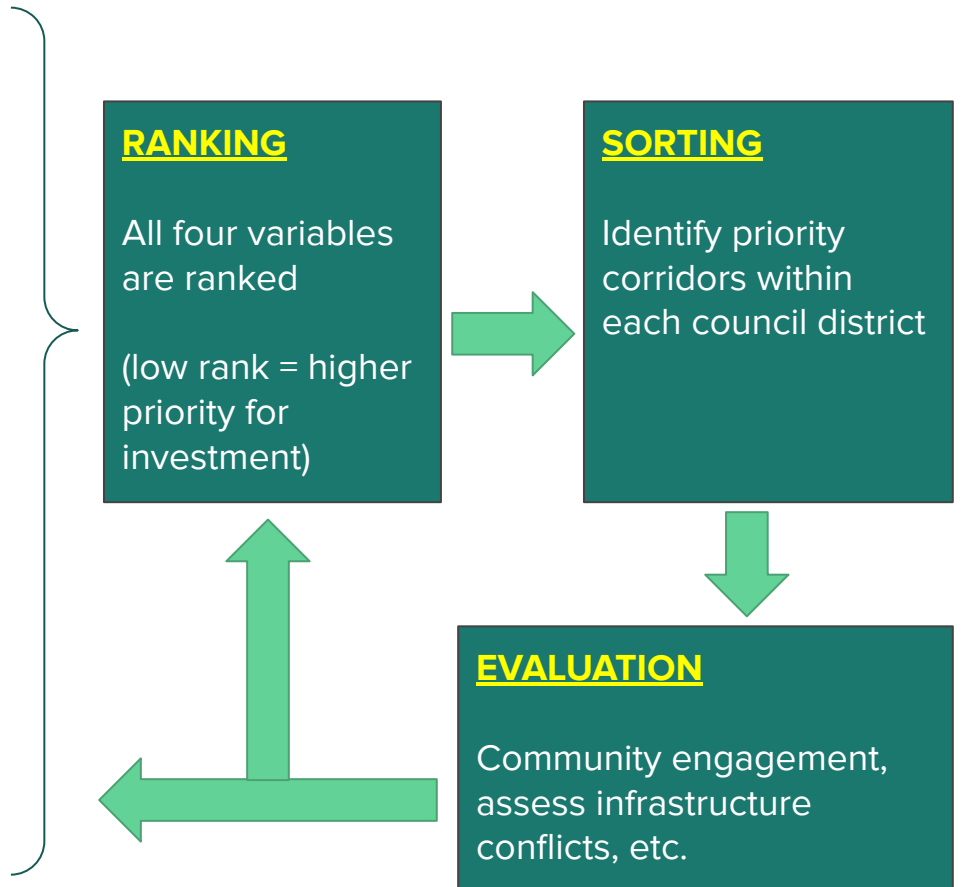 RANKING
All four variables
are ranked
(low rank = higher
priority for
investment)
SORTING
Identify priority
corridors within
each council district
EVALUATION
Community engagement,
assess infrastructure
conflicts, etc.